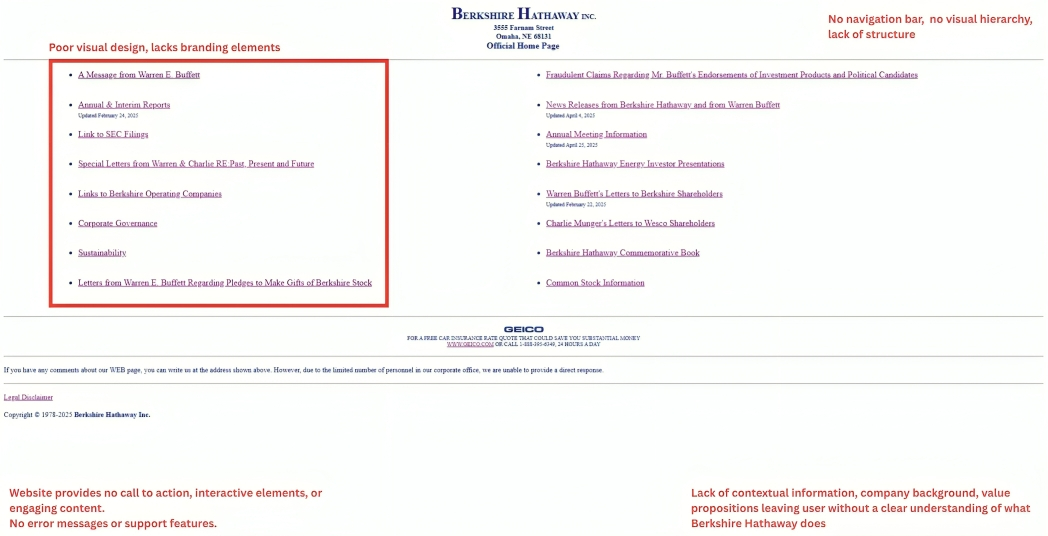 BERKSHIRE HATHAWAY INC.
3555 Farnam Street
Omaha, NE 68131
Official Home Page
No navigation bar, no visual hierarchy,
lack of structure
Poor visual design, lacks branding elements
A Message from Warren E. Buffett
Annual & Interim Reports
Updated February 24, 2025
Link to SEC Filings
Special Letters from Warren & Charlie RE:Past, Present and Future
Links to Berkshire Operating Companies
Corporate Governance
Sustainability
Letters from Warren E. Buffett Regarding Pledges to Make Gifts of Berkshire Stock
Fraudulent Claims Regarding Mr. Buffett's Endorsements of Investment Products and Political Candidates
News Releases from Berkshire Hathaway and from Warren Buffett
Updated April 4, 2025
Annual Meeting Information
Updated April 25, 2025
Berkshire Hathaway Energy Investor Presentations
Warren Buffett's Letters to Berkshire Shareholders
Updated February 22, 2025
Charlie Munger's Letters to Wesco Shareholders
Berkshire Hathaway Commemorative Book
Common Stock Information
GEICO
FOR A FREE CAR INSURANCE RATE QUOTE THAT COULD SAVE YOU SUBSTANTIAL MONEY
WWW.GEICO.COM OR CALL 1-888-395-6349, 24 HOURS A DAY
If you have any comments about our WEB page, you can write us at the address shown above. However, due to the limited number of personnel in our corporate office, we are unable to provide a direct response.
Legal Disclaimer
Copyright © 1978-2025 Berkshire Hathaway Inc.
Website provides no call to action, interactive elements, or
engaging content.
No error messages or support features.
Lack of contextual information, company background, value
propositions leaving user without a clear understanding of what
Berkshire Hathaway does